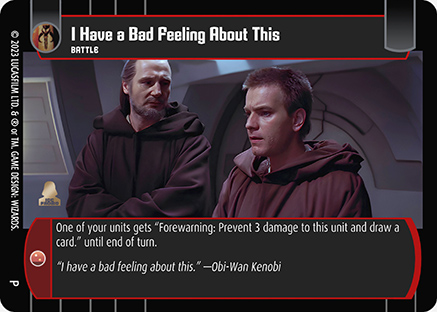 I Have a Bad Feeling About This
BATTLE
© 2023 LUCASFILM LTD. & ® or TM. GAME DESIGN: WIZARDS.
One of your units gets “Forewarning: Prevent 3 damage to this unit and draw a
card.” until end of turn.
“I have a bad feeling about this.” —Obi-Wan Kenobi
P